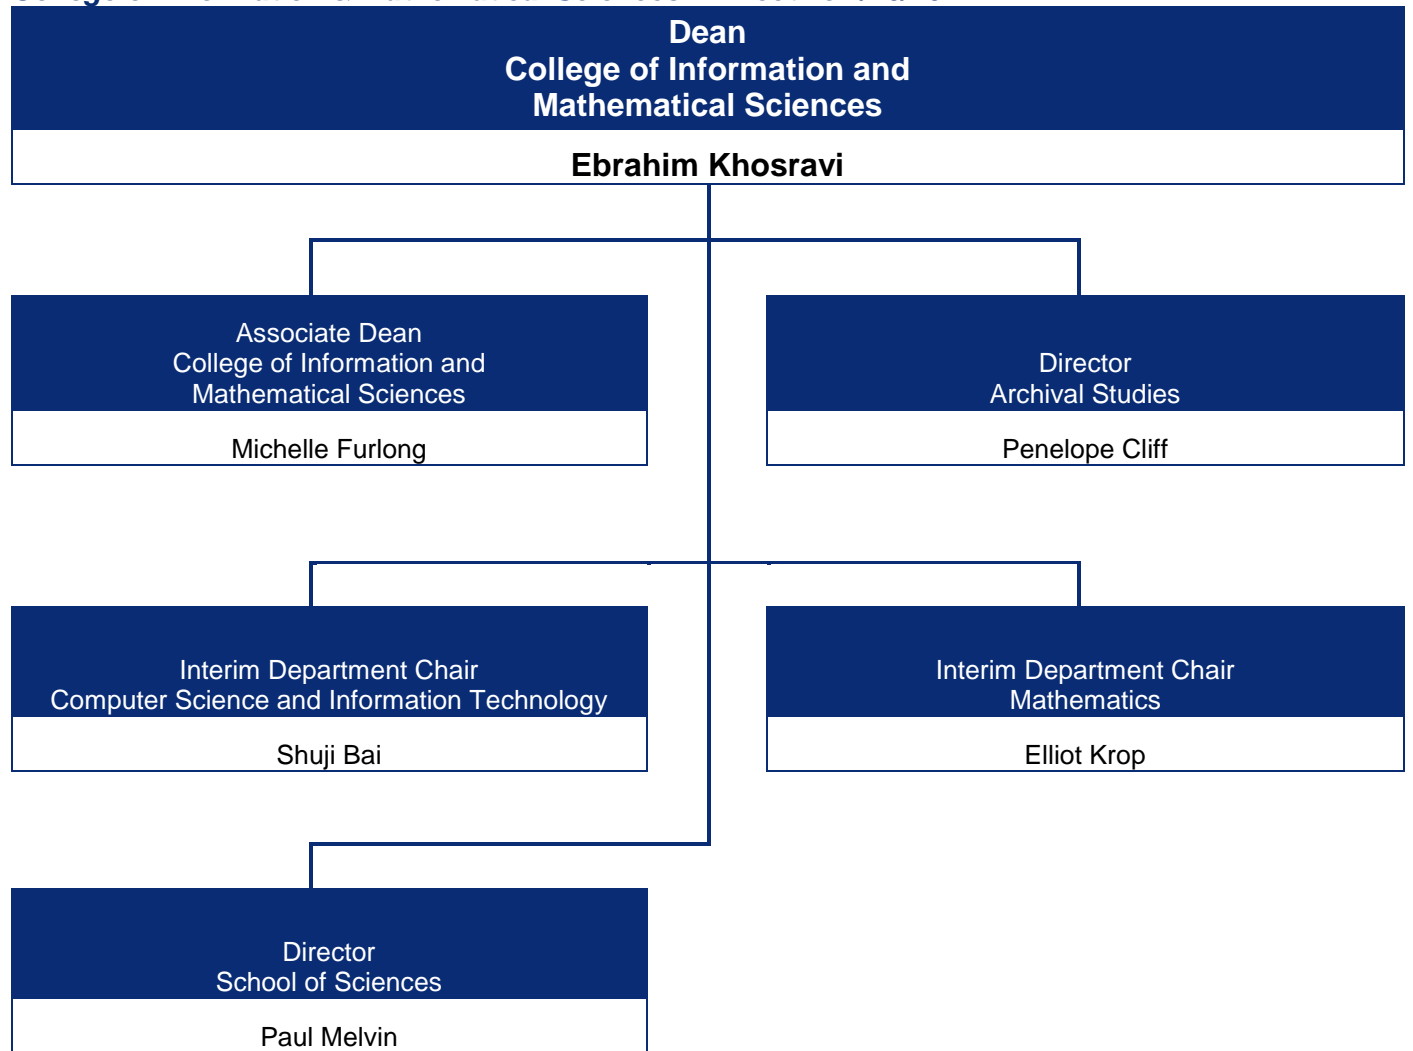 Dean
College of Information and
Mathematical Sciences
Ebrahim Khosravi
Associate Dean
College of Information and
Mathematical Sciences
Michelle Furlong
Director
Archival Studies
Penelope Cliff
Interim Department Chair
Computer Science and Information Technology
Shuji Bai
Interim Department Chair
Mathematics
Elliot Krop
Director
School of Sciences
Paul Melvin